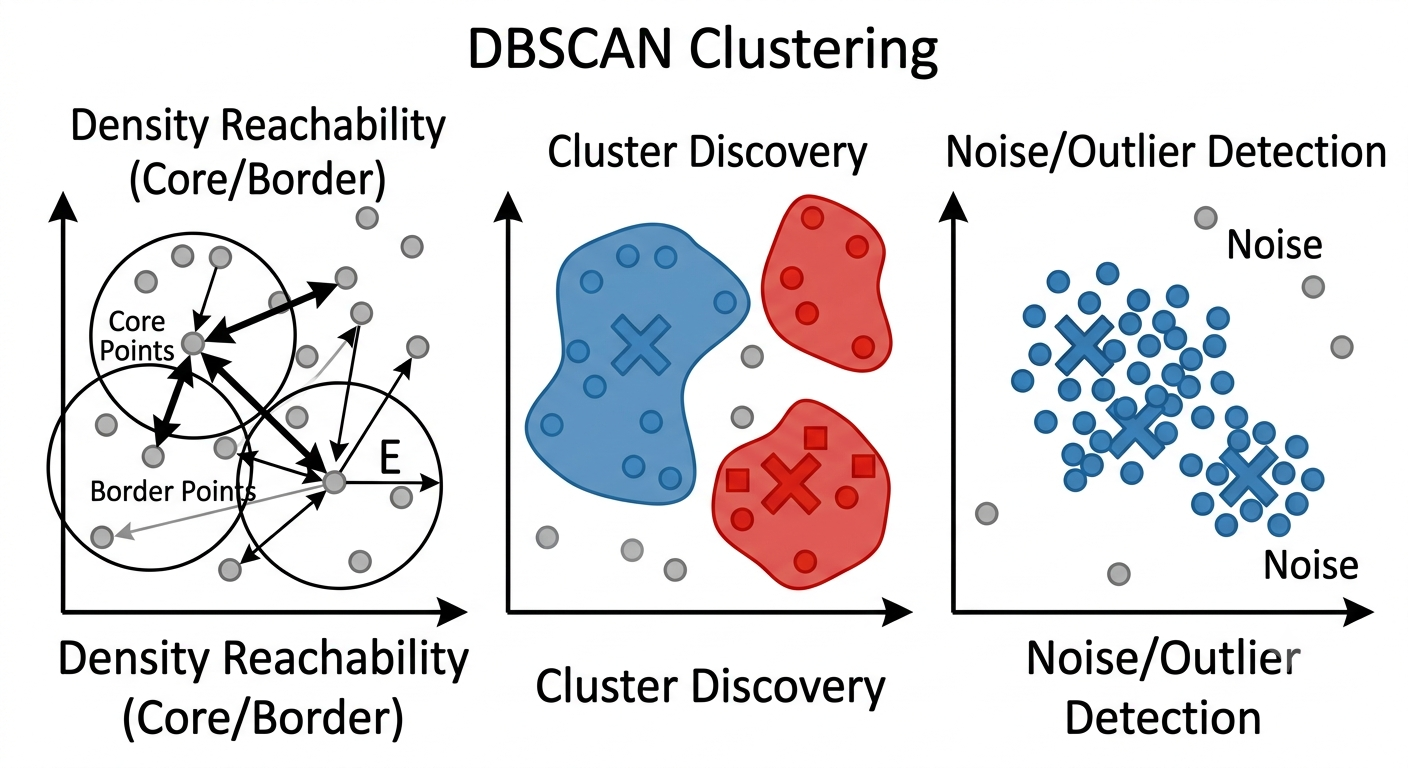 DBSCAN Clustering
Density Reachability
(Core/Border)
Core
Points
Border Points
E
Density Reachability
(Core/Border)
Cluster Discovery
Cluster Discovery
Noise/Outlier Detection
Noise
Noise
Noise/Outlier
Detection